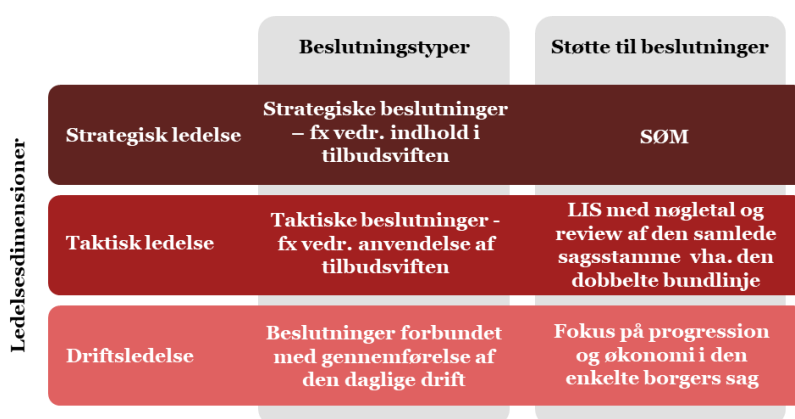 Beslutningstyper
Støtte til beslutninger
Ledelsesdimensioner
Strategisk ledelse
Strategiske beslutninger
– fx vedr. indhold i
tilbudsviften
SØM
Taktisk ledelse
Taktiske beslutninger -
fx vedr. anvendelse af
tilbudsviften
LIS med nøgletal og
review af den samlede
sagsstamme vha. den
dobbelte bundlinje
Driftsledelse
Beslutninger forbundet
med gennemførelse af
den daglige drift
Fokus på progression
og økonomi i den
enkelte borgers sag